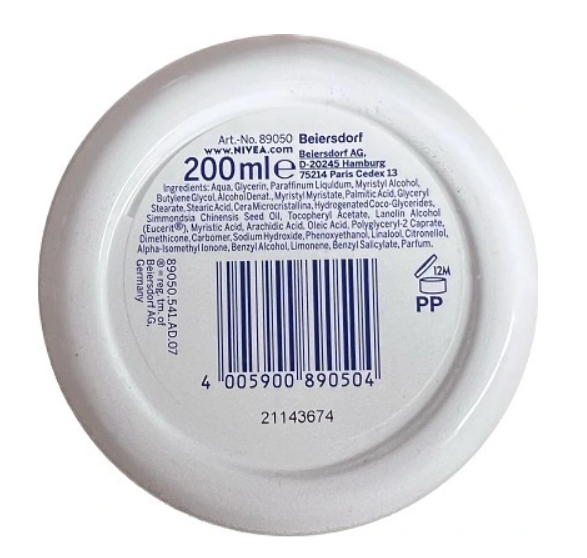 Art.-No. 89050 Beiersdorf
www.NIVEA.com Beiersdorf AG,
D-20245 Hamburg
200 ml e 75214 Paris Cedex 13
Ingredients: Aqua, Glycerin, Paraffinum Liquidum, Myristyl Alcohol,
Butylene Glycol, Alcohol Denat., Myristyl Myristate, Palmitic Acid, Glyceryl
Stearate, Stearic Acid, Cera Microcristallina, Hydrogenated Coco-Glycerides,
Simmondsia Chinensis Seed Oil, Tocopheryl Acetate, Lanolin Alcohol
(Eucerit®), Myristic Acid, Arachidic Acid, Oleic Acid, Polyglyceryl-2 Caprate,
Dimethicone, Carbomer, Sodium Hydroxide, Phenoxyethanol, Linalool, Citronellol,
Alpha-Isomethyl Ionone, Benzyl Alcohol, Limonene, Benzyl Salicylate, Parfum.
89050.541.AD.07
® = reg. tm. of
Beiersdorf AG,
Germany
12M
PP
4 005900 890504
21143674